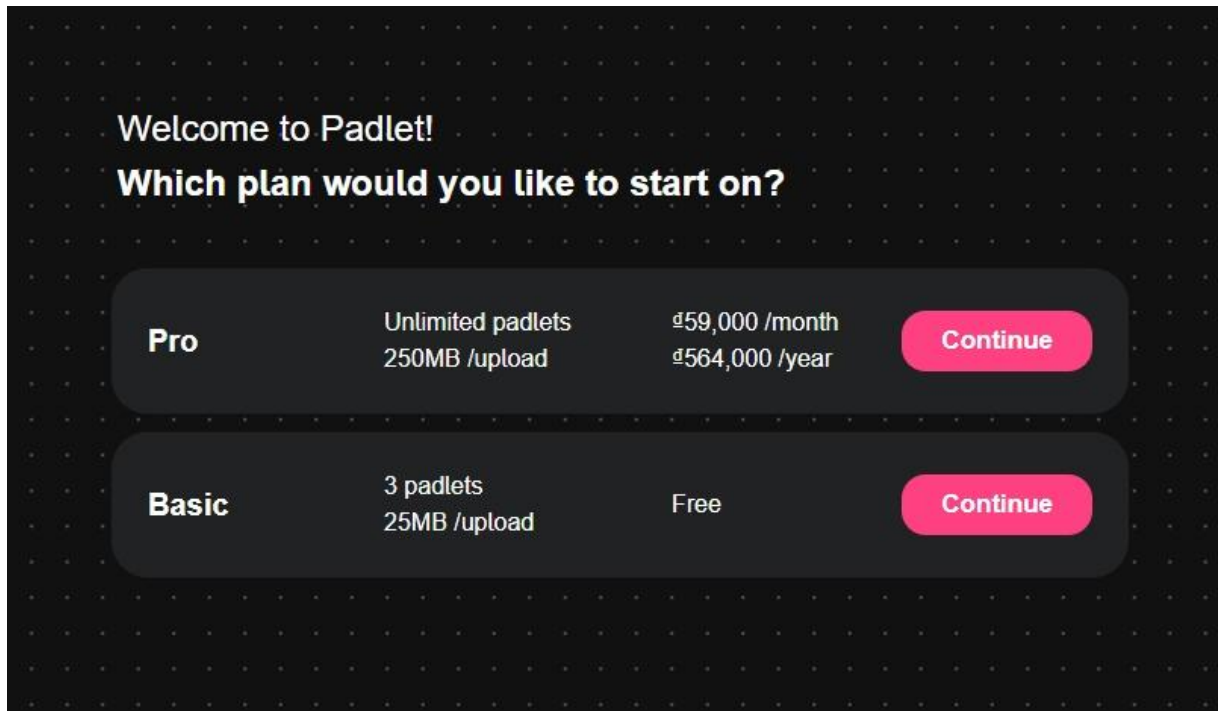 Welcome to Padlet!
Which plan would you like to start on?
Pro
Unlimited padlets
250MB /upload
₫59,000 /month
₫564,000 /year
Continue
Basic
3 padlets
25MB /upload
Free
Continue